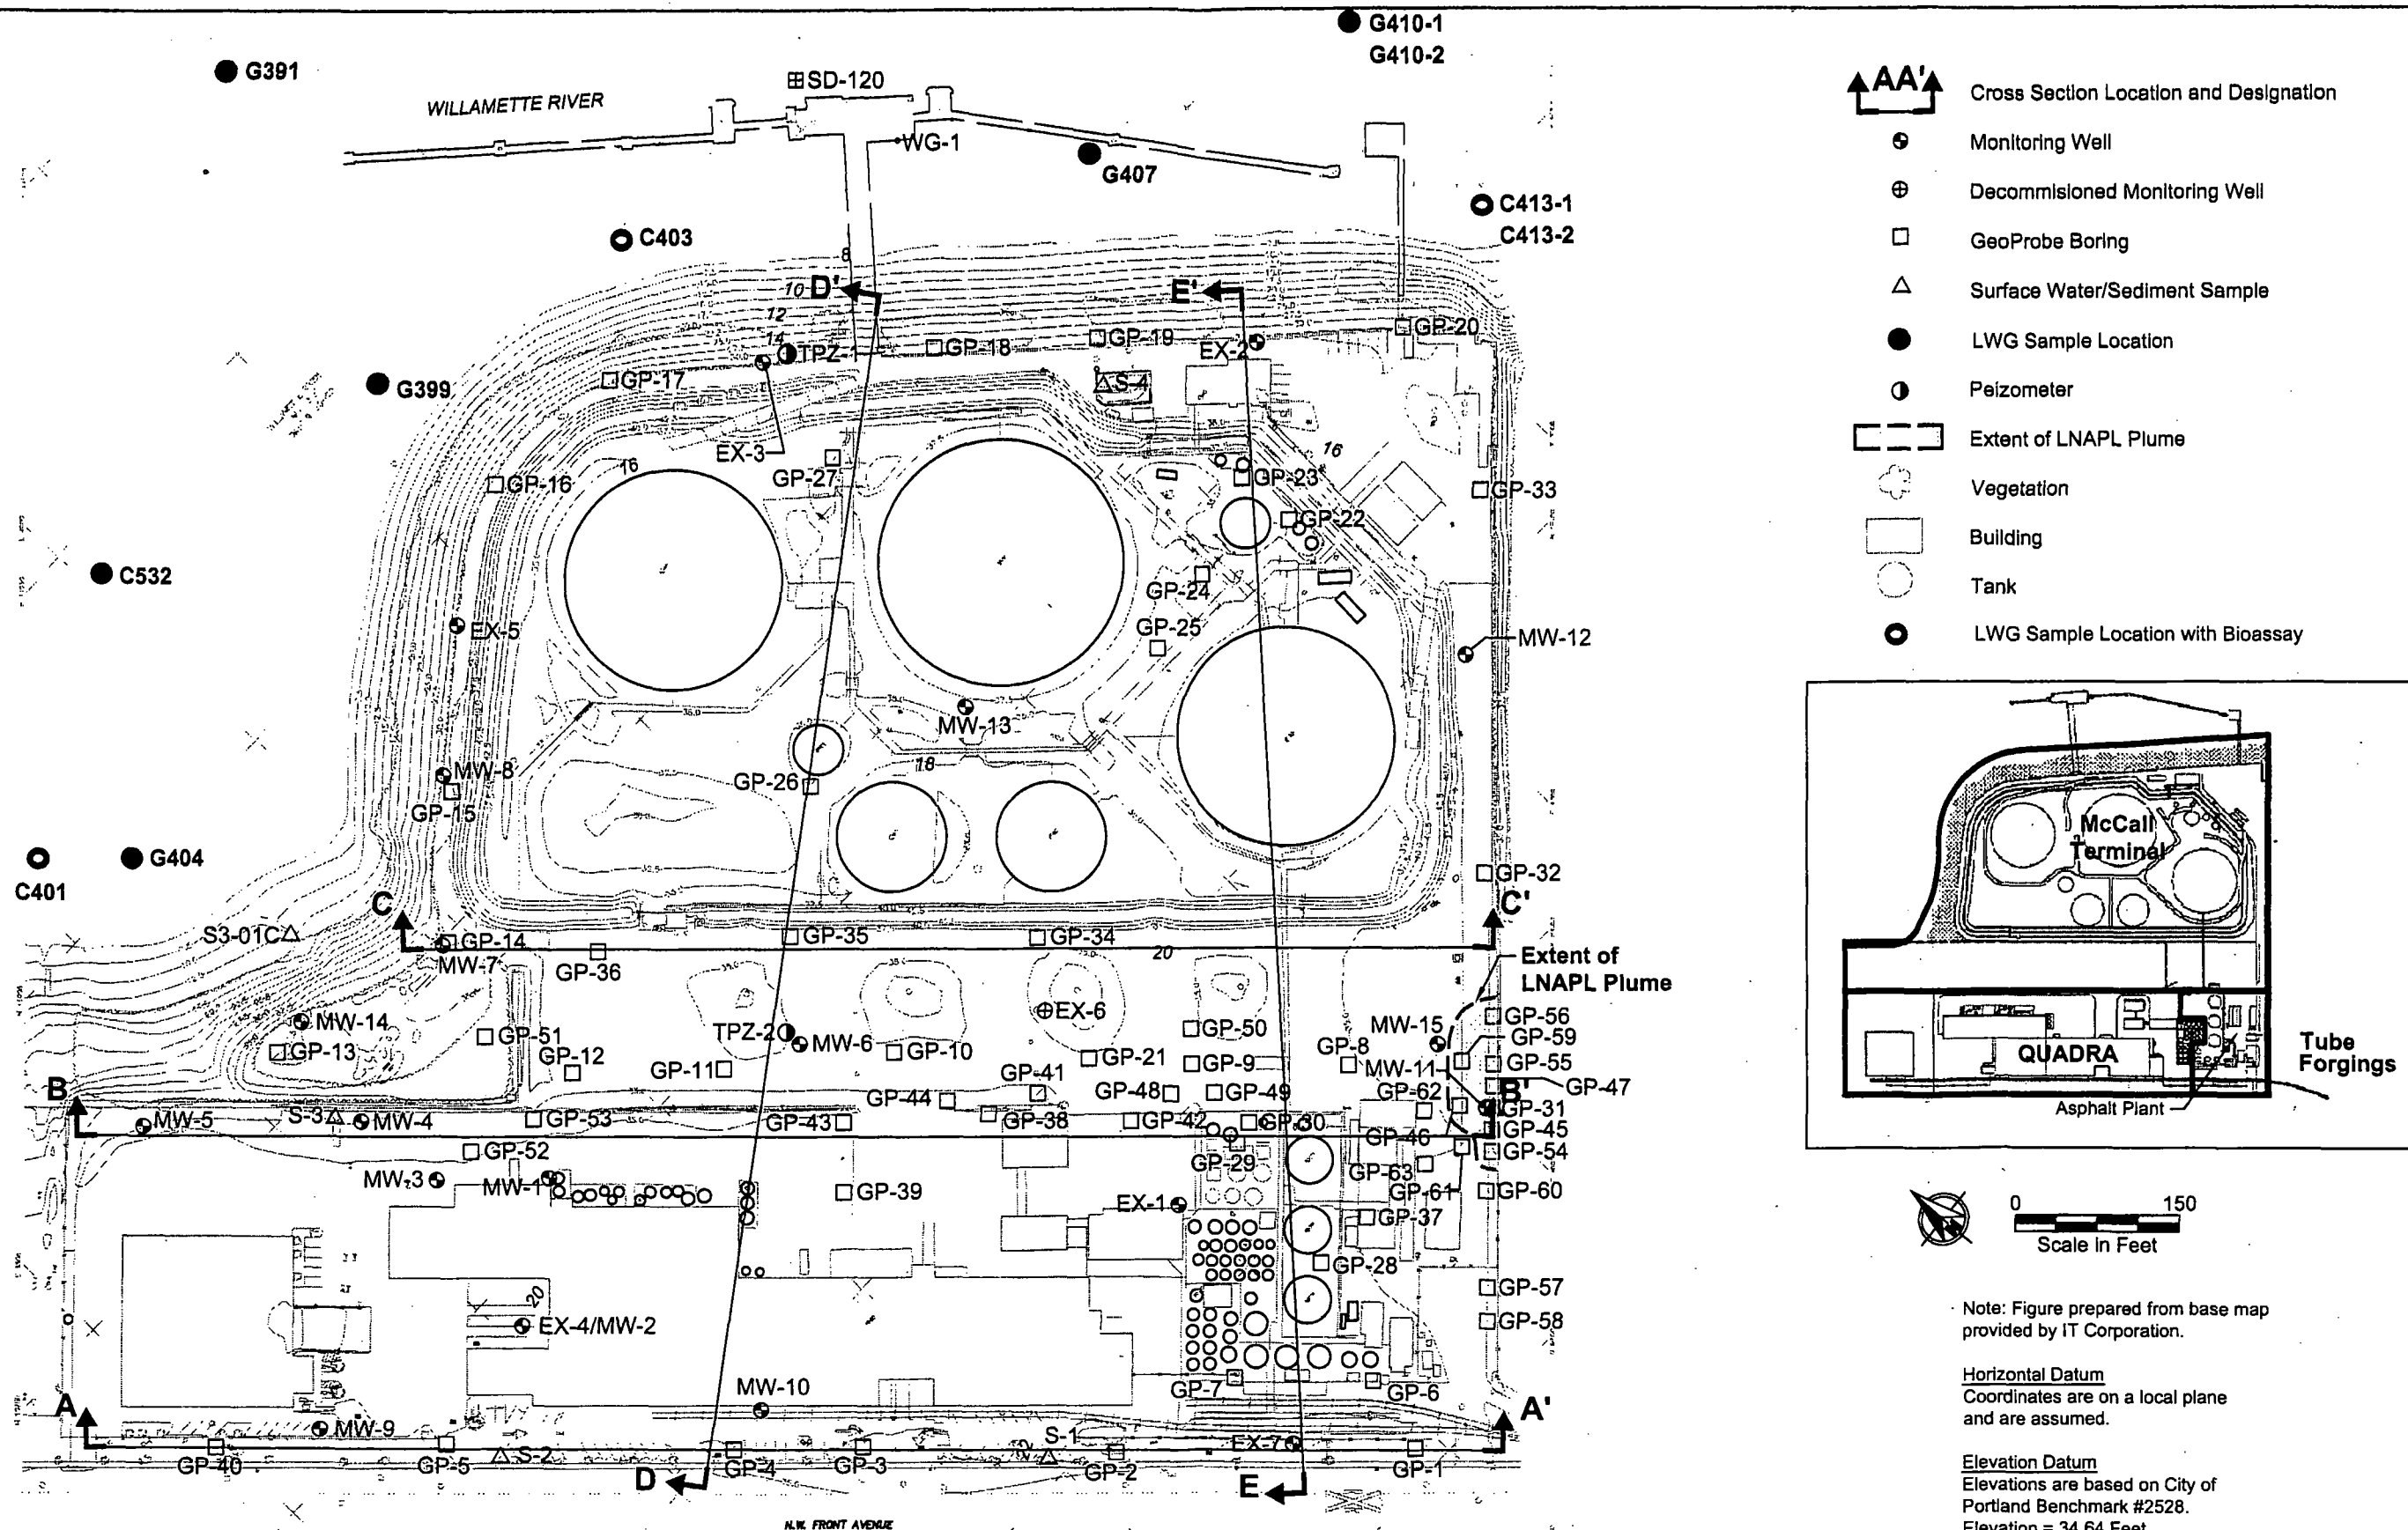 G410-1
G410-2
G391
SD-120
WILLAMETTE RIVER
WG-1
G407
C413-1
C413-2
C403
8
D'
10
E'
12
14
TPZ-1
GP-18
GP-19
EX-2
GP-20
GP-17
S-4
G399
EX-3
16
16
GP-27
GP-23
GP-16
GP-33
GP-22
C532
GP-24
EX-5
GP-25
MW-12
MW-13
MW-8
18
GP-26
GP-15
G404
C401
GP-32
C
C'
S3-01C
GP-14
GP-35
GP-34
MW-7
GP-36
20
Extent of
LNAPL Plume
EX-6
MW-14
GP-56
GP-51
TPZ-2
MW-6
GP-50
MW-15
GP-59
GP-13
GP-12
GP-11
GP-10
GP-21
GP-9
GP-8
GP-55
MW-11
B
GP-44
GP-41
GP-48
GP-49
GP-62
B'
GP-47
MW-5
S-3
MW-4
GP-53
GP-43
GP-38
GP-42
GP-30
GP-31
GP-46
GP-45
GP-52
GP-54
GP-29
GP-63
MW-3
MW-1
GP-39
EX-1
GP-61
GP-60
GP-37
GP-28
GP-57
20
EX-4/MW-2
GP-58
MW-10
GP-7
GP-6
A
A'
MW-9
S-1
EX-7
22
GP-40
GP-5
S-2
GP-4
GP-3
GP-2
GP-1
D
E
N.W. FRONT AVENUE
AA'
Cross Section Location and Designation
Monitoring Well
Decommisioned Monitoring Well
GeoProbe Boring
Surface Water/Sediment Sample
LWG Sample Location
Peizometer
Extent of LNAPL Plume
Vegetation
Building
Tank
LWG Sample Location with Bioassay
McCall
Terminal
QUADRA
Tube
Forgings
Asphalt Plant
0 150
Scale in Feet
Note: Figure prepared from base map
provided by IT Corporation.
Horizontal Datum
Coordinates are on a local plane
and are assumed.
Elevation Datum
Elevations are based on City of
Portland Benchmark #2528.
Elevation = 34.64 Feet